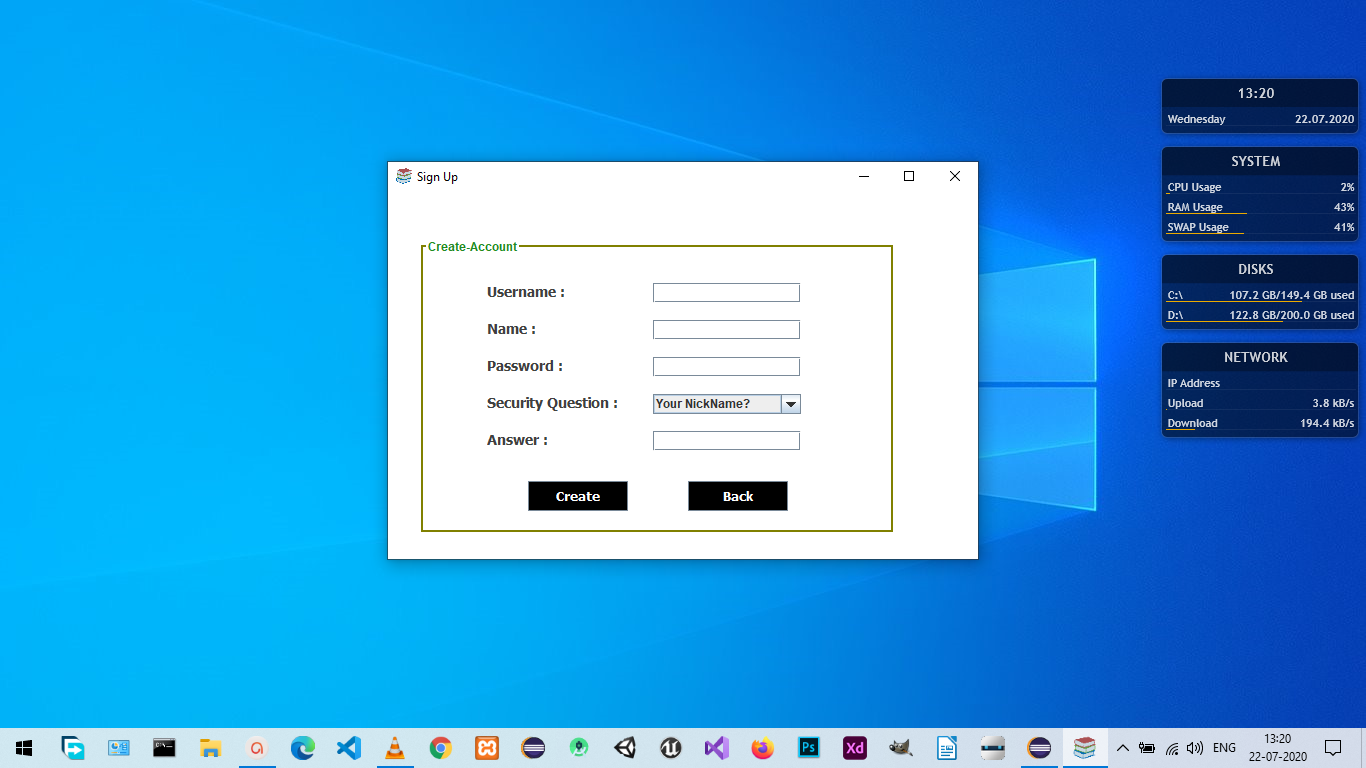 13:20
Wednesday 22.07.2020
SYSTEM
CPU Usage 2%
RAM Usage 43%
SWAP Usage 41%
DISKS
C:\ 107.2 GB/149.4 GB used
D:\ 122.8 GB/200.0 GB used
NETWORK
IP Address
Upload 3.8 kB/s
Download 194.4 kB/s
Sign Up
Create-Account
Username :
Name :
Password :
Security Question : Your NickName?
Answer :
Create Back
Ps Xd ENG 13:20
22-07-2020